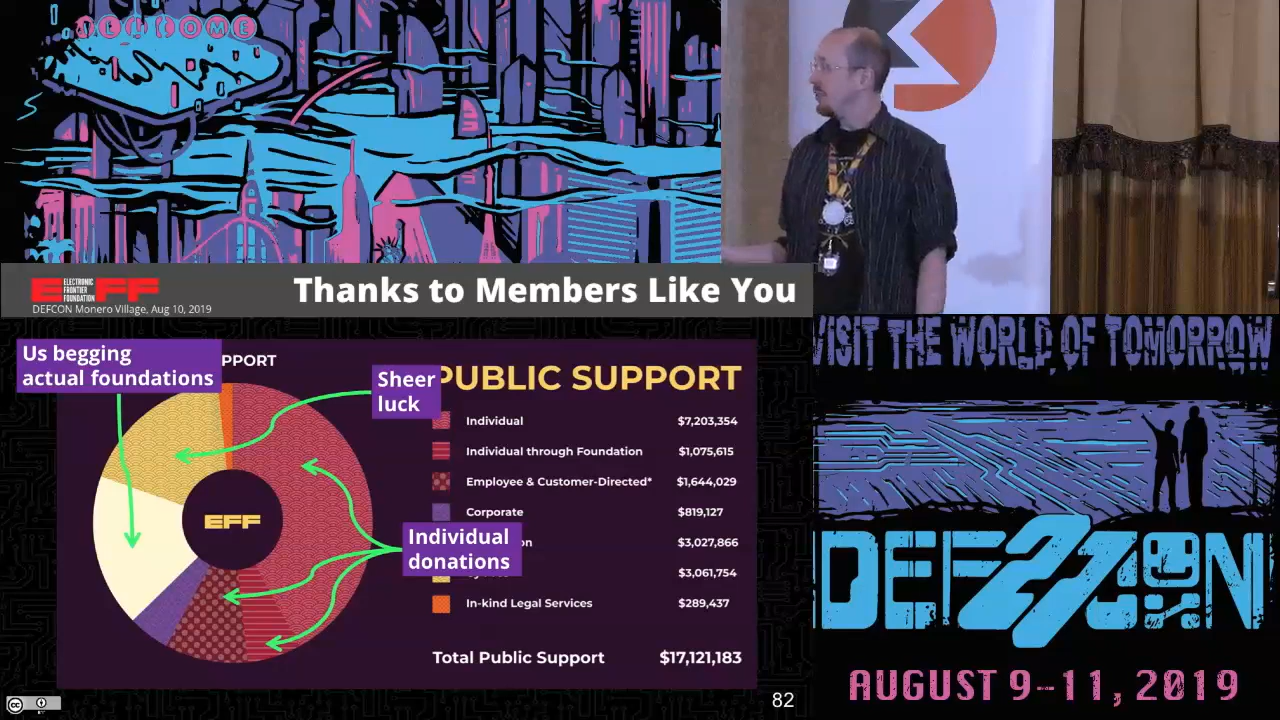 WELCOME
EFF
ELECTRONIC
FRONTIER
FOUNDATION
DEFCON Monero Village, Aug 10, 2019
Thanks to Members Like You
Us begging
actual foundations
PPORT
Sheer
luck
PUBLIC SUPPORT
Individual $7,203,354
Individual through Foundation $1,075,615
Employee & Customer-Directed* $1,644,029
Corporate $819,127
on $3,027,866
$3,061,754
In-kind Legal Services $289,437
Total Public Support $17,121,183
EFF
Individual
donations
82
VISIT THE WORLD OF TOMORROW
DEF 27 CON
AUGUST 9-11, 2019